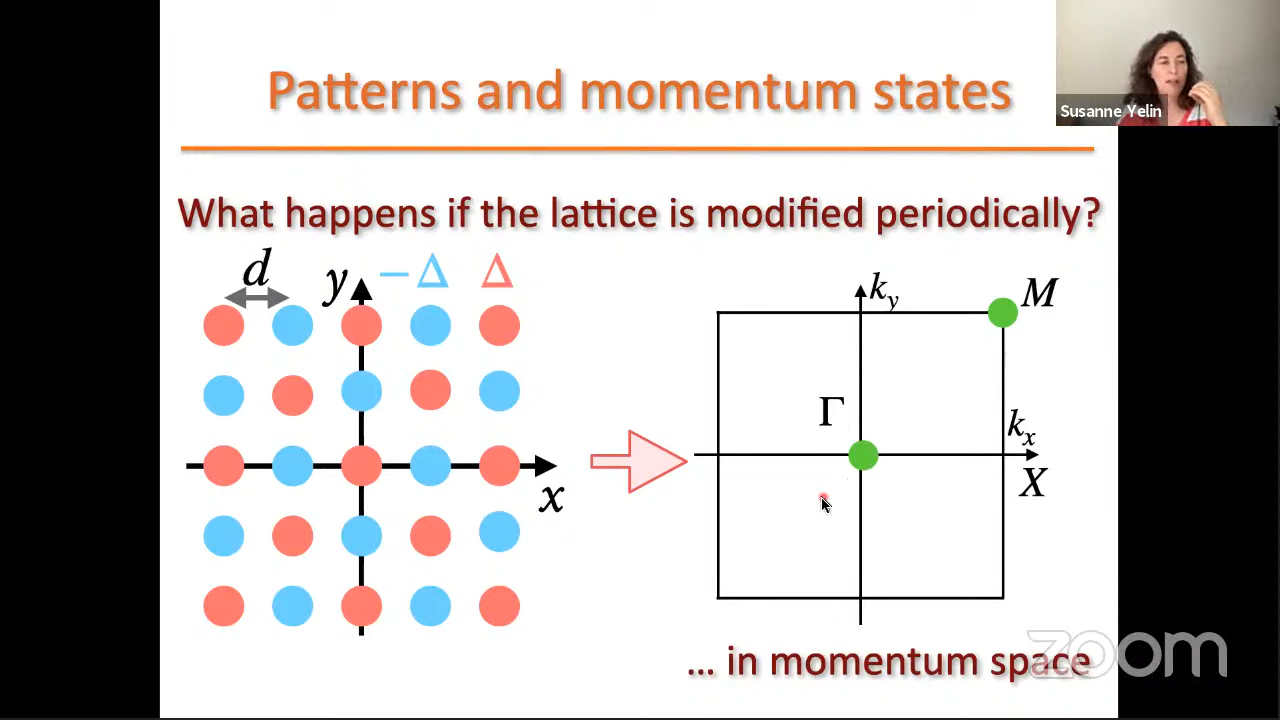 Patterns and momentum states
Susanne Yelin
What happens if the lattice is modified periodically?
d
y
−Δ
Δ
x
k_y
M
Γ
k_x
X
... in momentum space
zoom